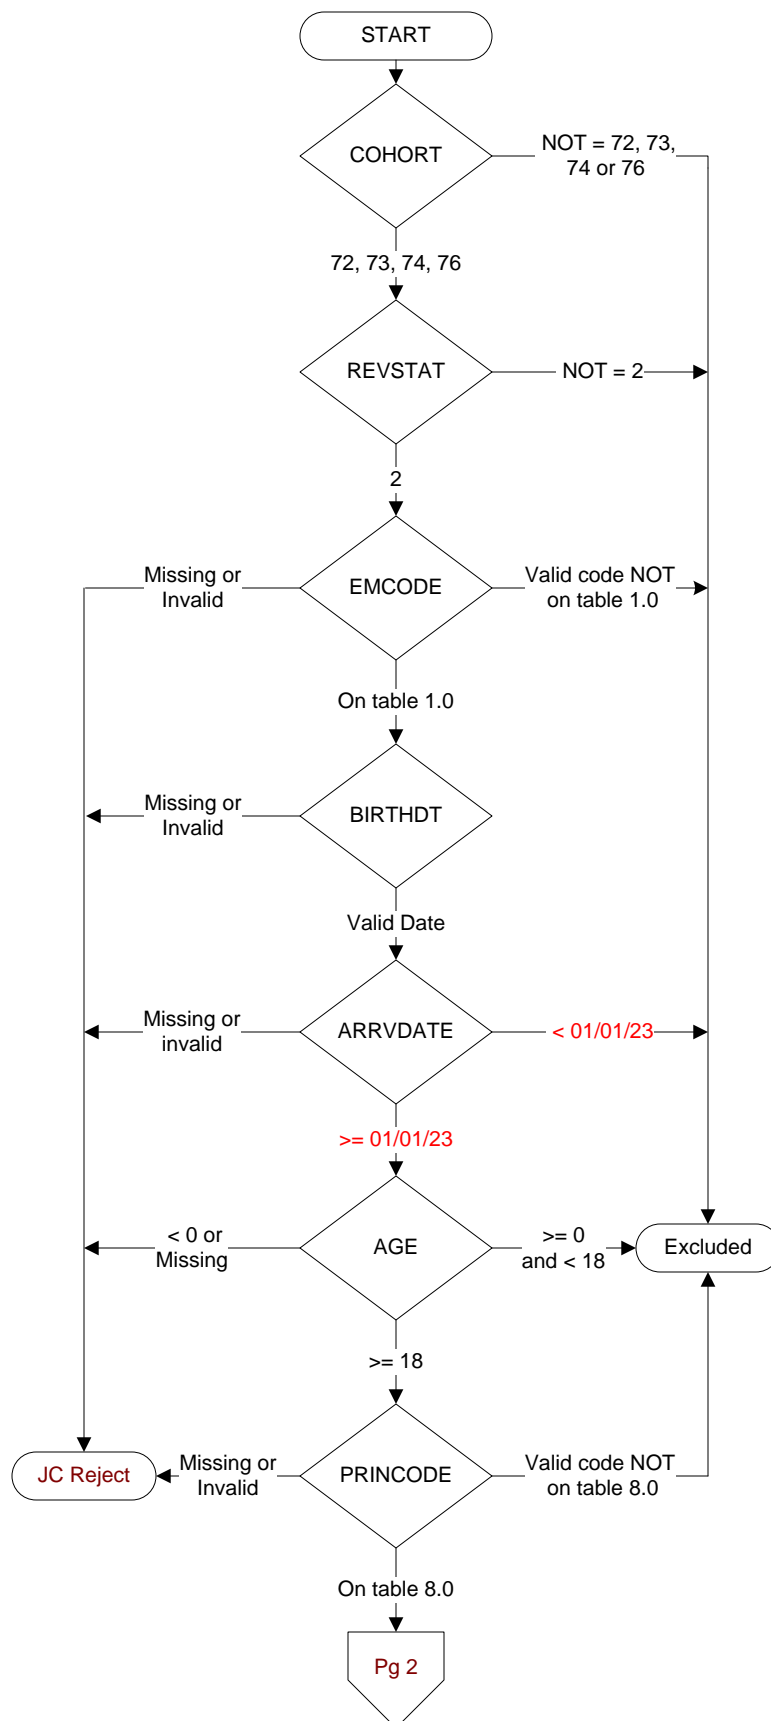 START
COHORT
NOT = 72, 73,
74 or 76
72, 73, 74, 76
REVSTAT
NOT = 2
2
Missing or
Invalid
EMCODE
Valid code NOT
on table 1.0
On table 1.0
Missing or
Invalid
BIRTHDT
Valid Date
Missing or
invalid
ARRVDATE
< 01/01/23
>= 01/01/23
< 0 or
Missing
AGE
>= 0
and < 18
Excluded
>= 18
JC Reject
Missing or
Invalid
PRINCODE
Valid code NOT
on table 8.0
On table 8.0
Pg 2